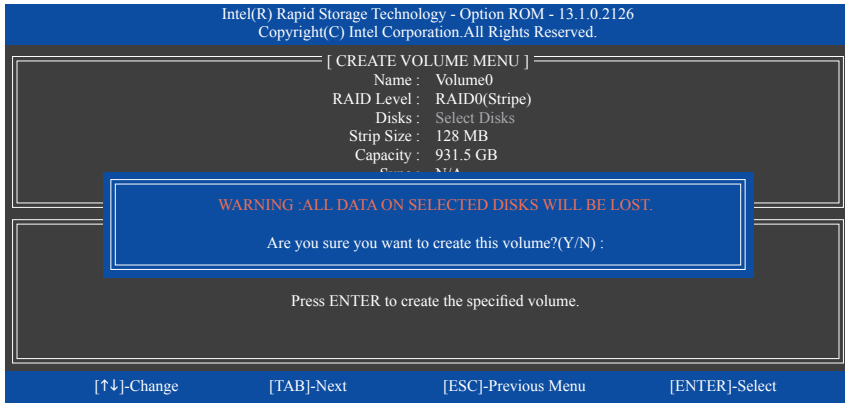 Intel(R) Rapid Storage Technology - Option ROM - 13.1.0.2126
Copyright(C) Intel Corporation.All Rights Reserved.
[ CREATE VOLUME MENU ]
Name : Volume0
RAID Level : RAID0(Stripe)
Disks : Select Disks
Strip Size : 128 MB
Capacity : 931.5 GB
Sync : N/A
WARNING :ALL DATA ON SELECTED DISKS WILL BE LOST.
Are you sure you want to create this volume?(Y/N) :
Press ENTER to create the specified volume.
[↑↓]-Change [TAB]-Next [ESC]-Previous Menu [ENTER]-Select